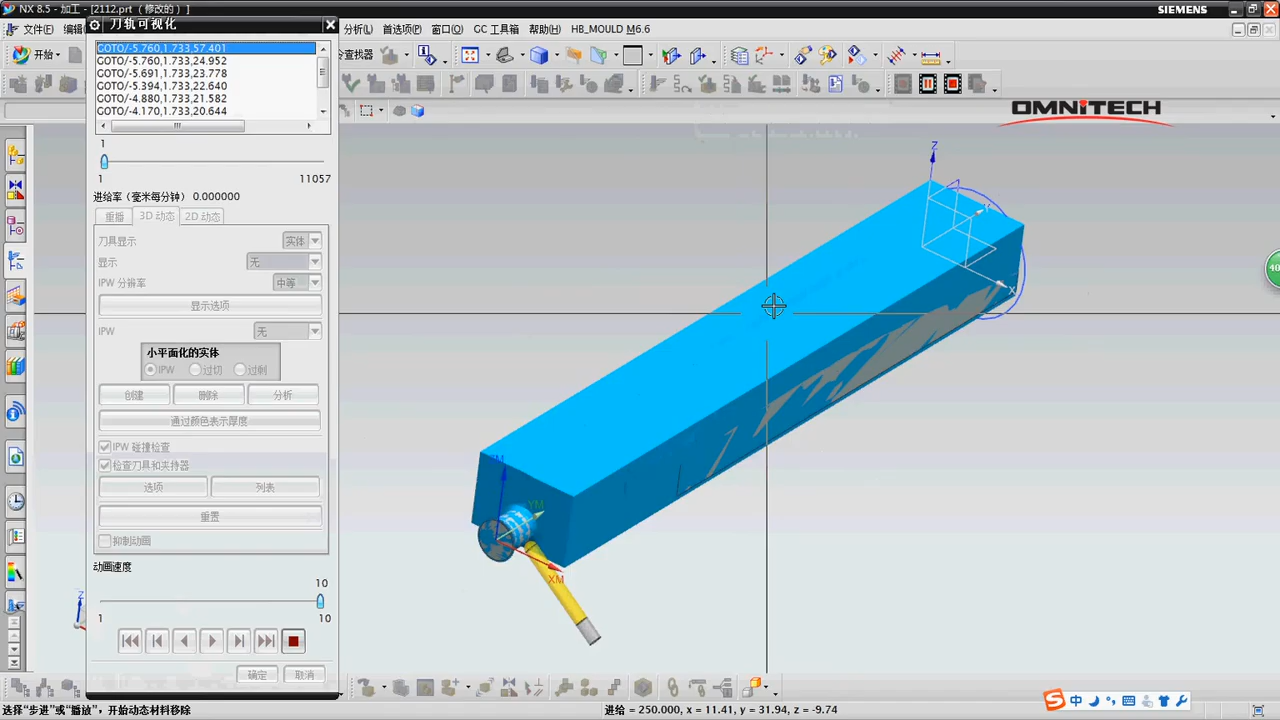 NX 8.5 - 加工 - [2112.prt (修改的) ]
SIEMENS
文件(F) 编辑
分析(L) 首选项(P) 窗口(O) GC 工具箱 帮助(H) HB_MOULD M6.6
刀轨可视化
开始
令查找器
GOTO/-5.760,1.733,57.401
GOTO/-5.760,1.733,24.952
GOTO/-5.691,1.733,23.778
GOTO/-5.394,1.733,22.640
GOTO/-4.880,1.733,21.582
GOTO/-4.170,1.733,20.644
OMNITECH
1
1 11057
进给率（毫米每分钟） 0.000000
重播 3D 动态 2D 动态
刀具显示 实体
显示 无
IPW 分辨率 中等
显示选项
IPW 无
小平面化的实体
IPW 过切 过剩
创建 删除 分析
通过颜色表示厚度
IPW 碰撞检查
检查刀具和夹持器
选项 列表
重置
抑制动画
动画速度
10
1 10
确定 取消
Z
X
YM
XM
Z
40
中
选择“步进”或“播放”，开始动态材料移除
进给 = 250.000, x = 11.41, y = 31.94, z = -9.74